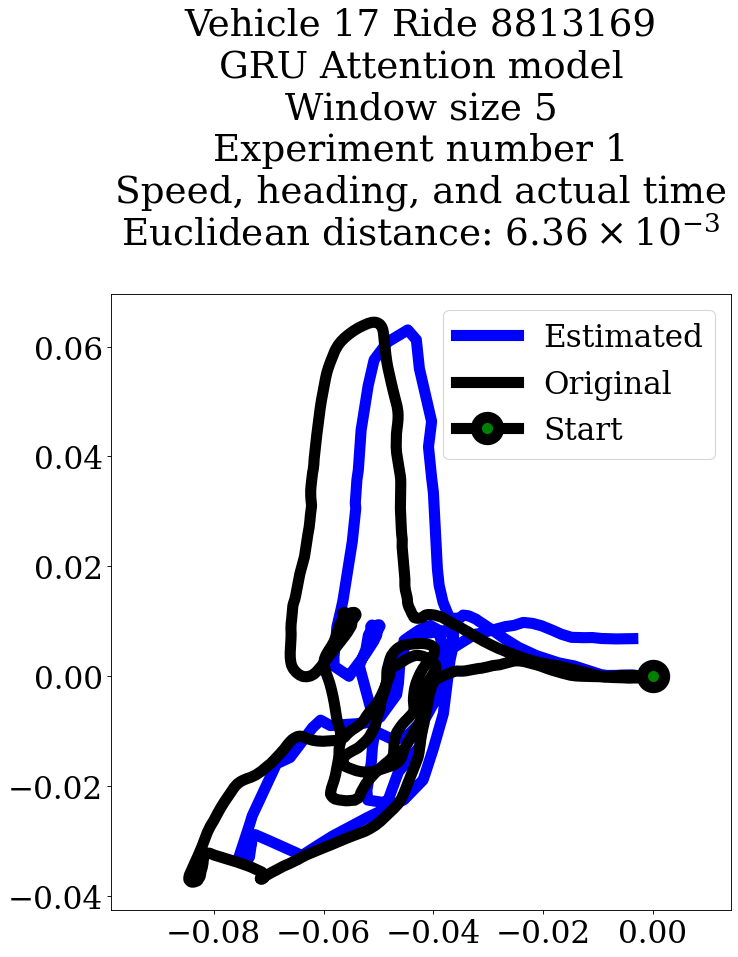 Vehicle 17 Ride 8813169
GRU Attention model
Window size 5
Experiment number 1
Speed, heading, and actual time
Euclidean distance: 6.36 × 10⁻³
Estimated
Original
Start
0.06
0.04
0.02
0.00
−0.02
−0.04
−0.08 −0.06 −0.04 −0.02 0.00